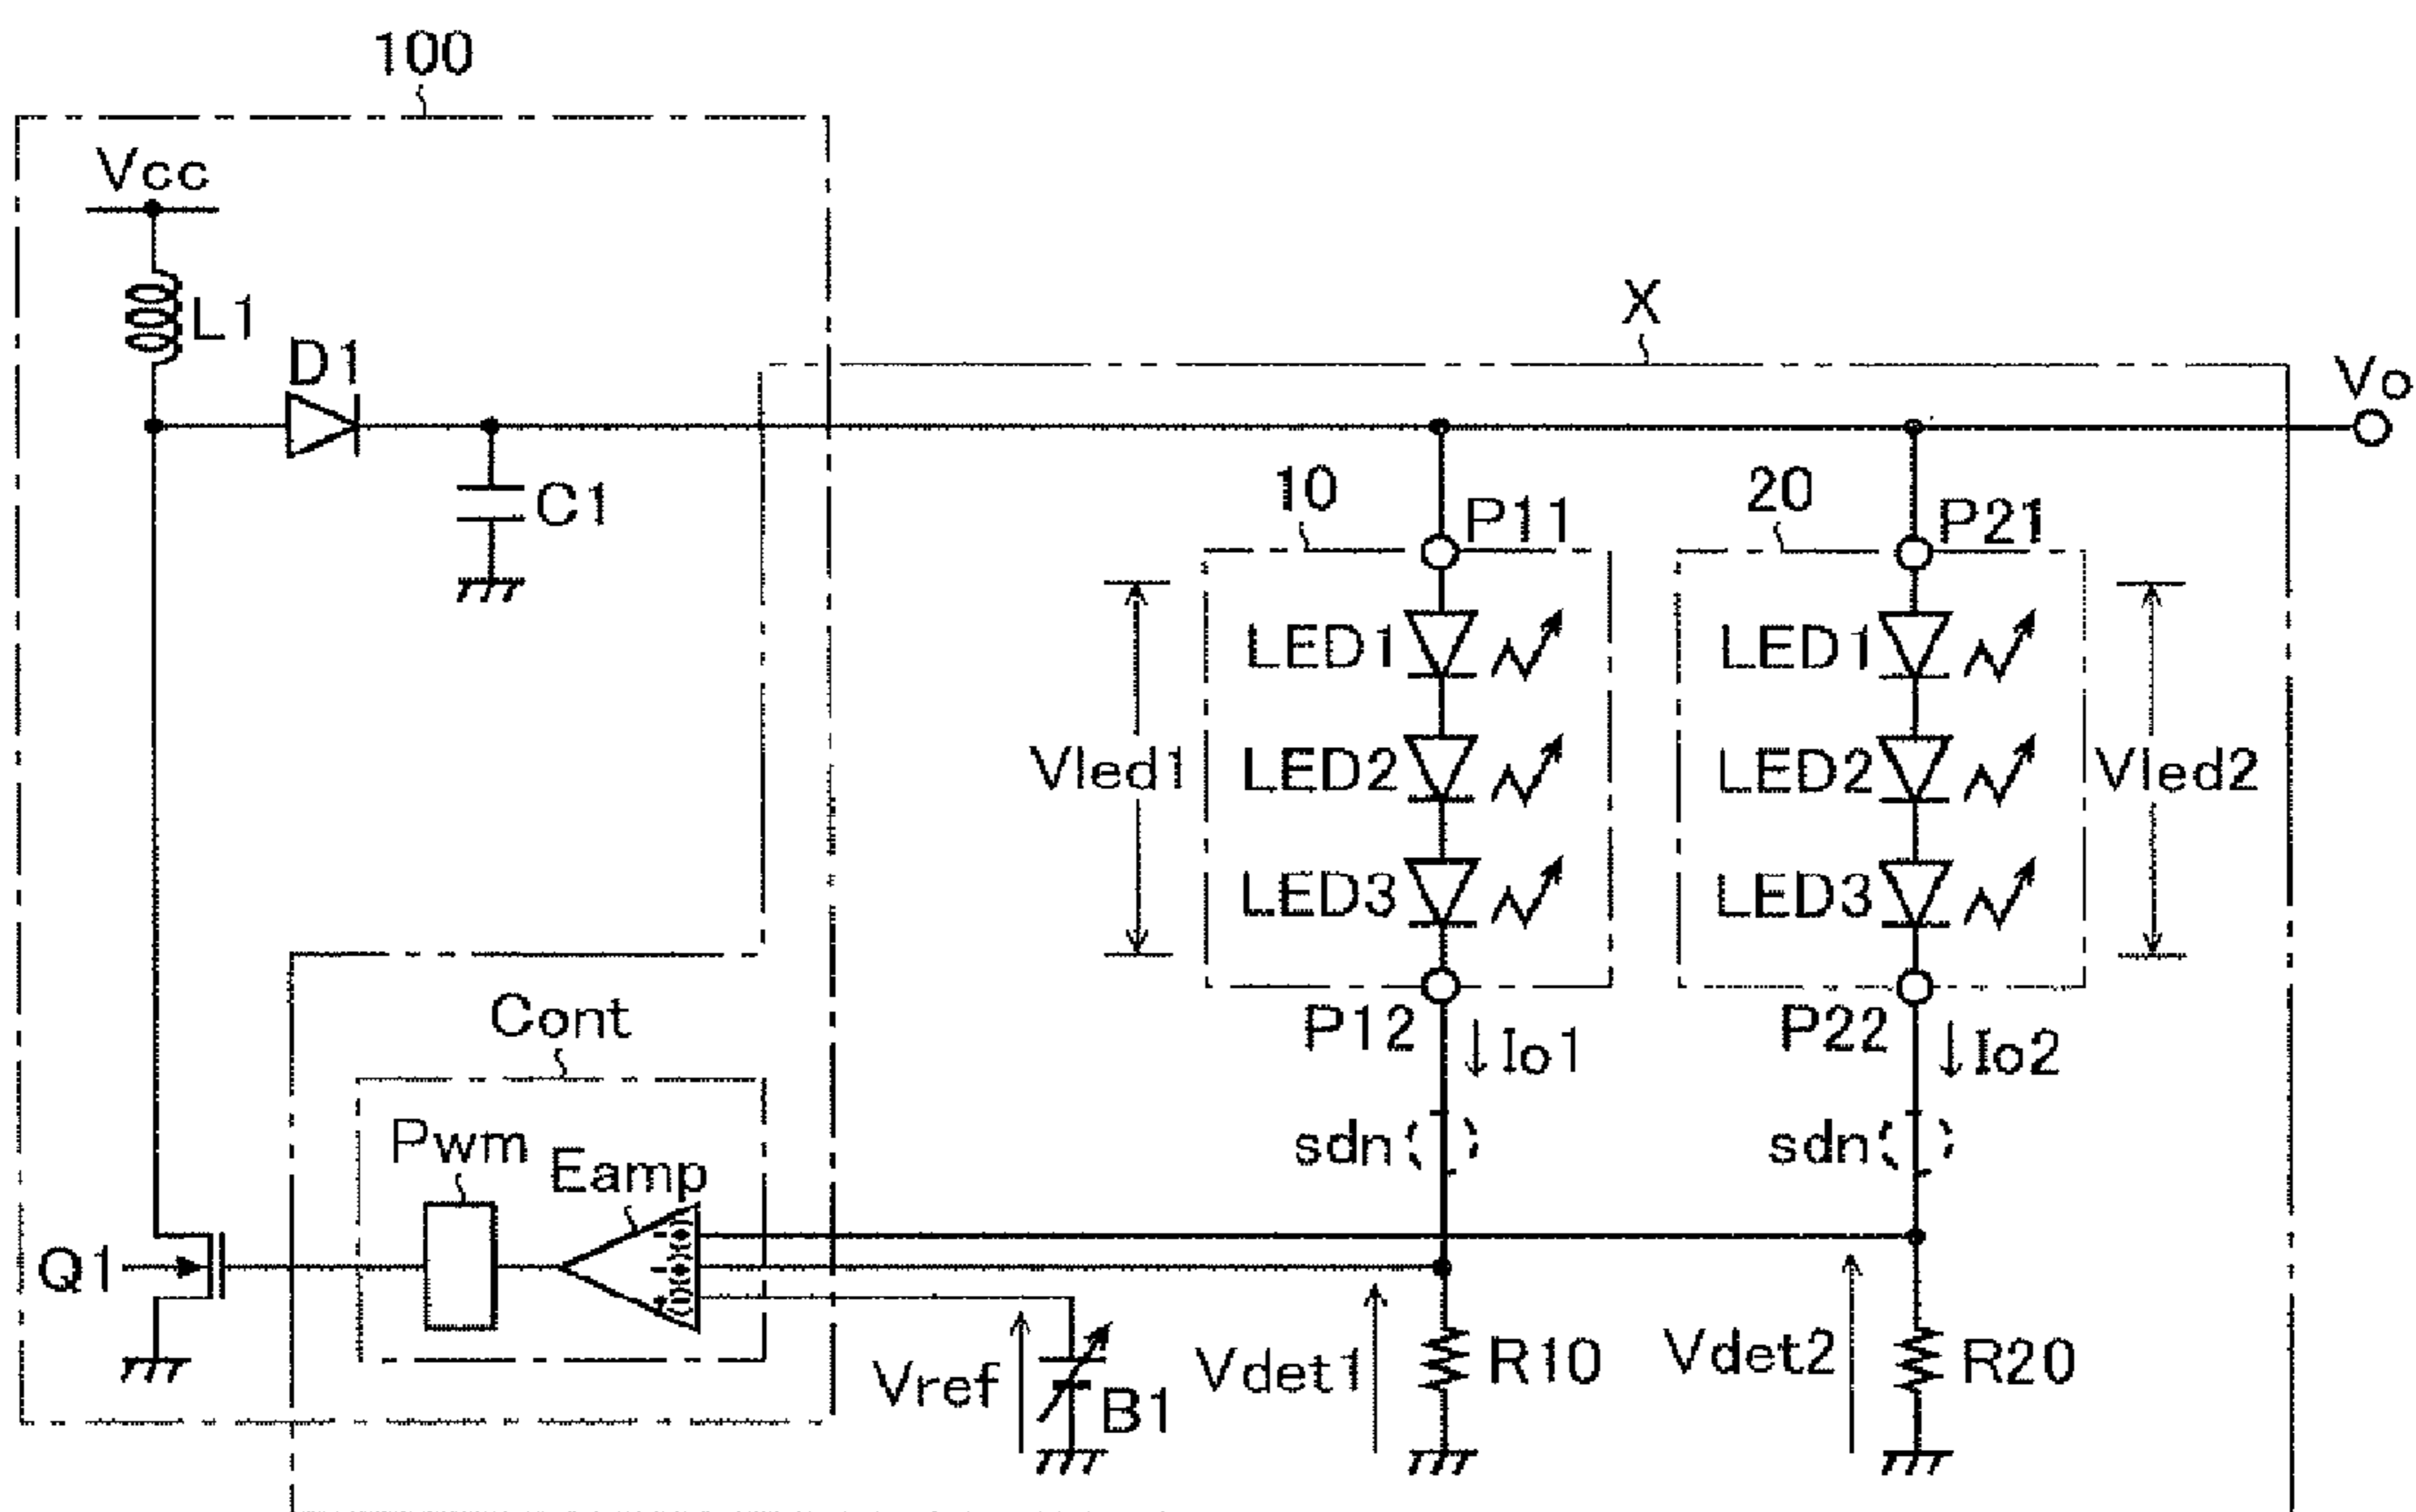 100
Vcc
L1
D1
X
Vo
C1
10
P11
20
P21
LED1
LED1
Vled1
LED2
LED2
Vled2
LED3
LED3
Cont
P12
Io1
P22
Io2
Pwm
Eamp
sdn
sdn
Q1
Vref
B1
Vdet1
R10
Vdet2
R20